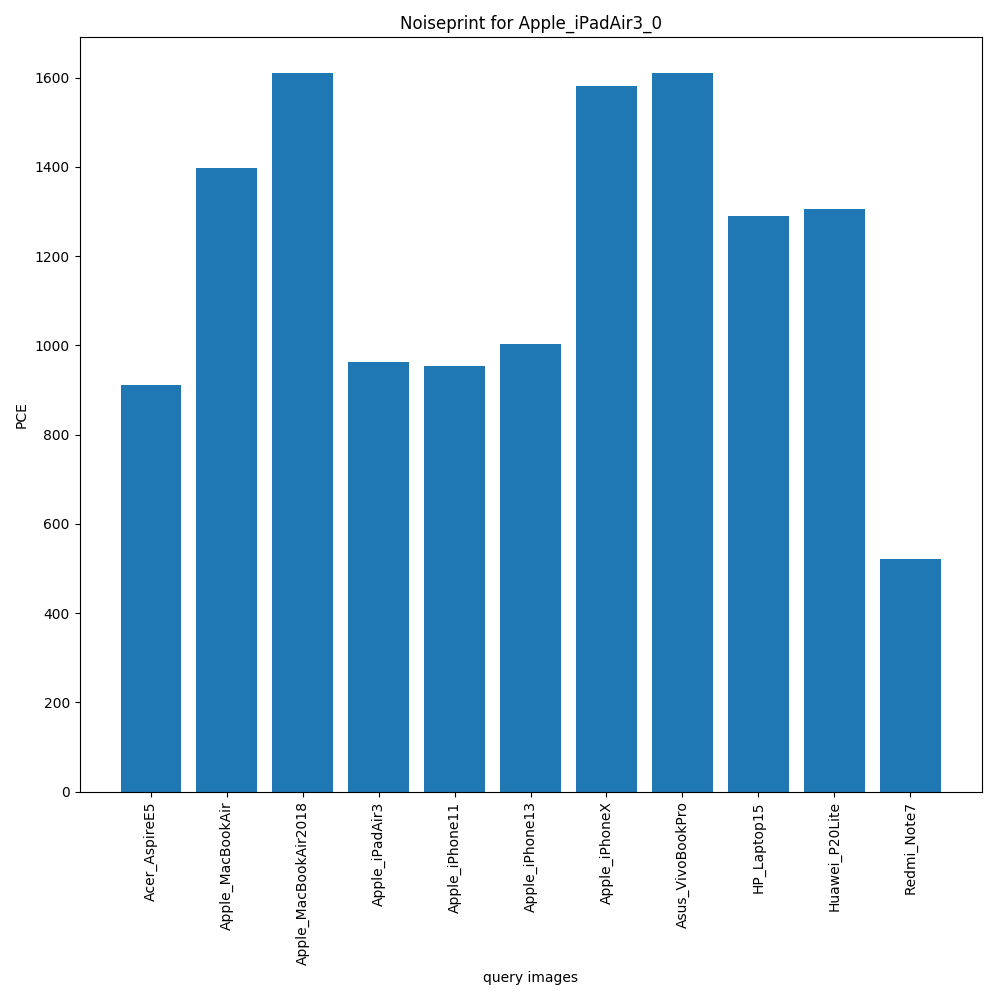 Noiseprint for Apple_iPadAir3_0
PCE
1600
1400
1200
1000
800
600
400
200
0
Acer_AspireE5
Apple_MacBookAir
Apple_MacBookAir2018
Apple_iPadAir3
Apple_iPhone11
Apple_iPhone13
Apple_iPhoneX
Asus_VivoBookPro
HP_Laptop15
Huawei_P20Lite
Redmi_Note7
query images